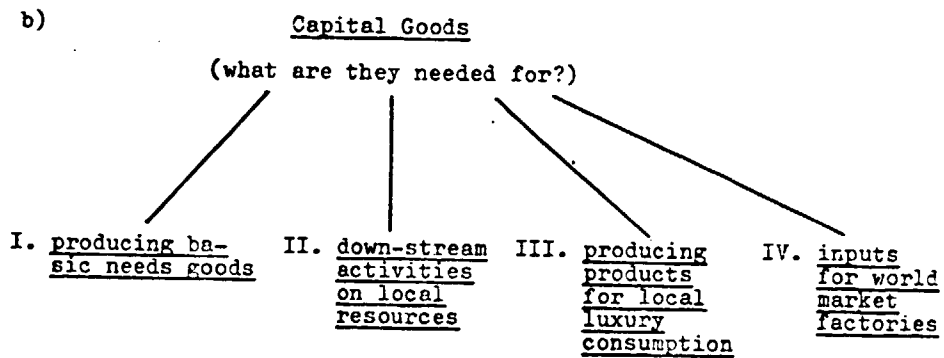 b)
Capital Goods
(what are they needed for?)
I. producing ba-
sic needs goods
II. down-stream
activities
on local
resources
III. producing
products
for local
luxury
consumption
IV. inputs
for world
market
factories